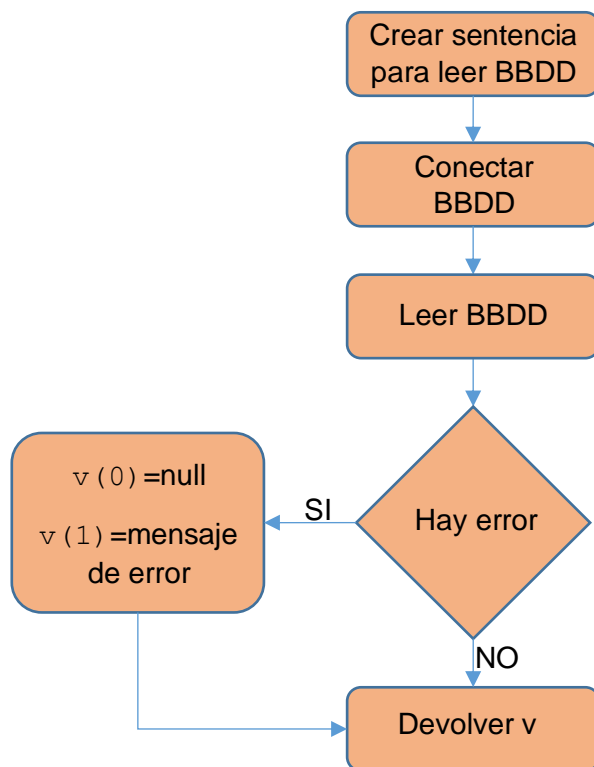 Crear sentencia
para leer BBDD
Conectar
BBDD
Leer BBDD
Hay error
SI
v(0)=null
v(1)=mensaje
de error
NO
Devolver v